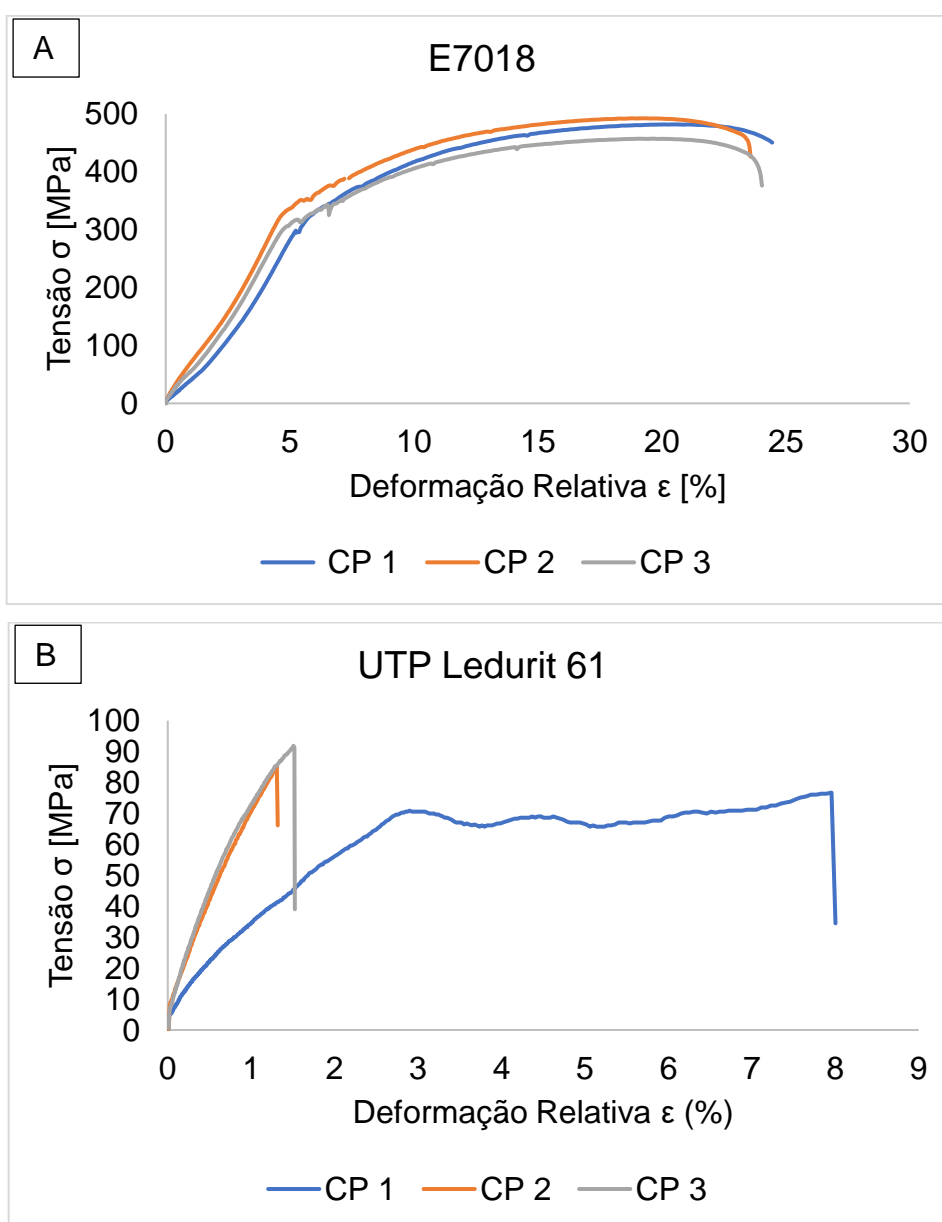 A
E7018
Tensão σ [MPa]
500
400
300
200
100
0
0 5 10 15 20 25 30
Deformação Relativa ε [%]
CP 1 CP 2 CP 3
B
UTP Ledurit 61
Tensão σ [MPa]
100
90
80
70
60
50
40
30
20
10
0
0 1 2 3 4 5 6 7 8 9
Deformação Relativa ε (%)
CP 1 CP 2 CP 3